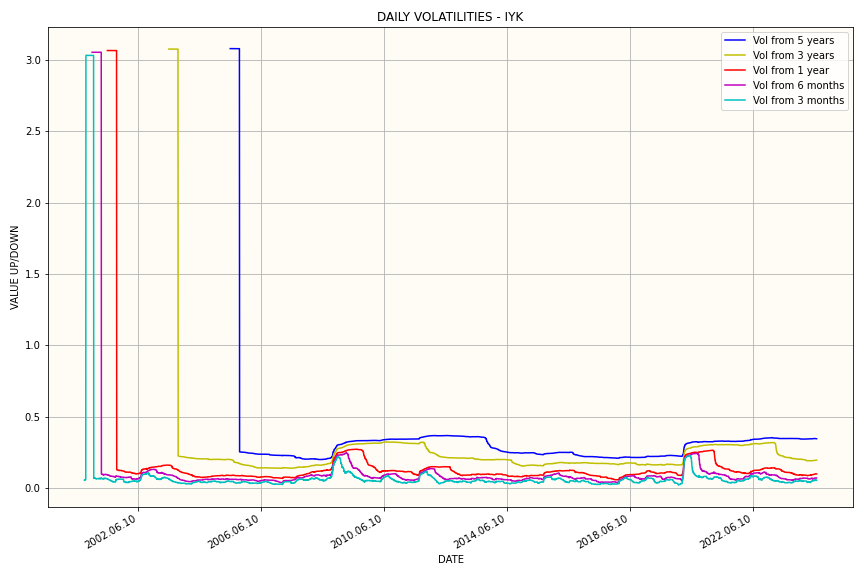 DAILY VOLATILITIES - IYK
Vol from 5 years
Vol from 3 years
Vol from 1 year
Vol from 6 months
Vol from 3 months
VALUE UP/DOWN
3.0
2.5
2.0
1.5
1.0
0.5
0.0
2002.06.10
2006.06.10
2010.06.10
2014.06.10
2018.06.10
2022.06.10
DATE